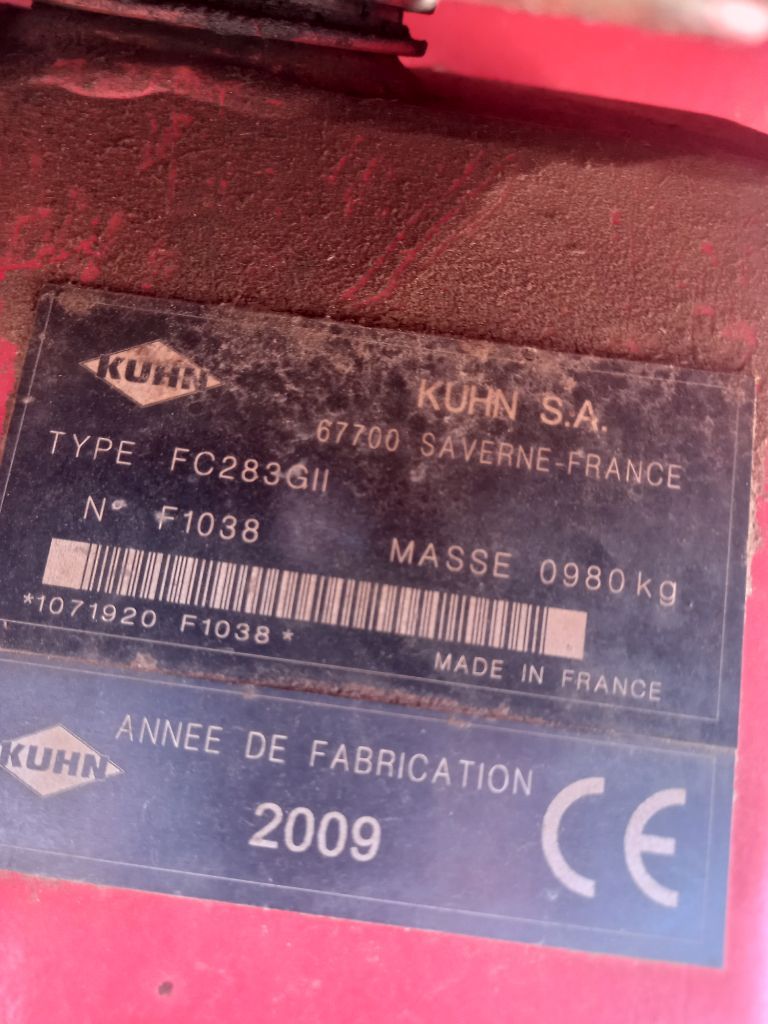 KUHN
KUHN S.A.
67700 SAVERNE-FRANCE
TYPE FC283GII
N° F1038
MASSE 0980kg
*1071920 F1038*
MADE IN FRANCE
KUHN
ANNEE DE FABRICATION
2009
CE